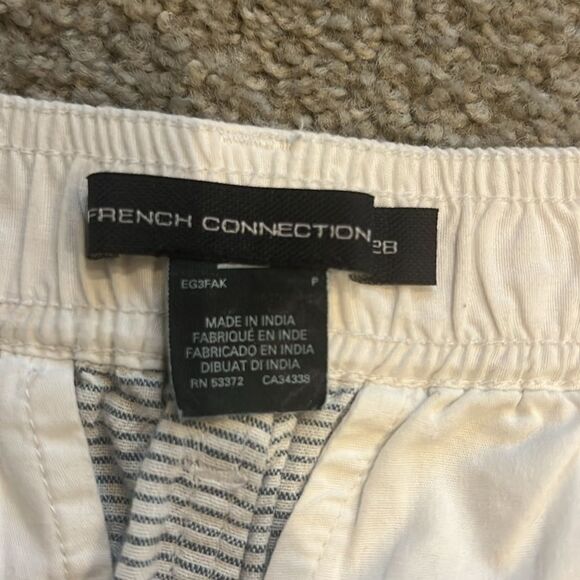 FRENCH CONNECTION
28
EG3FAK P
MADE IN INDIA
FABRIQUÉ EN INDE
FABRICADO EN INDIA
DIBUAT DI INDIA
RN 53372 CA34338